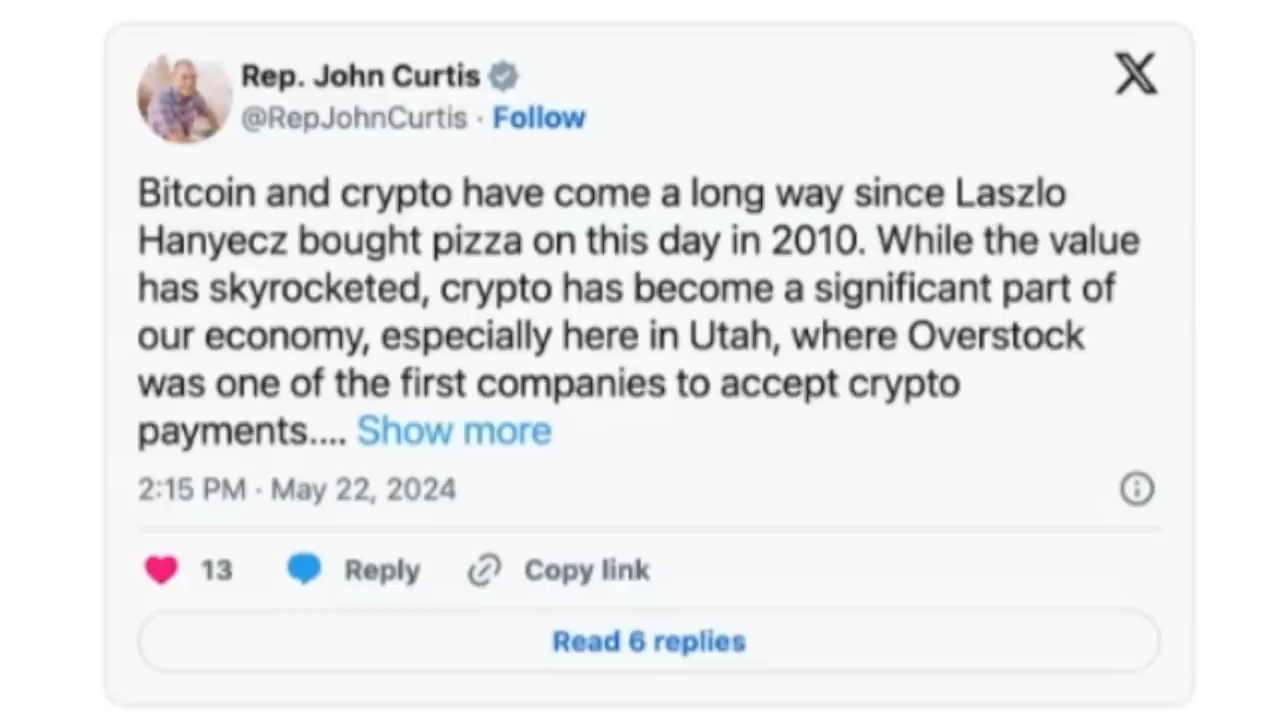 Rep. John Curtis
@RepJohnCurtis · Follow
Bitcoin and crypto have come a long way since Laszlo
Hanyecz bought pizza on this day in 2010. While the value
has skyrocketed, crypto has become a significant part of
our economy, especially here in Utah, where Overstock
was one of the first companies to accept crypto
payments.... Show more
2:15 PM · May 22, 2024
13 Reply Copy link
Read 6 replies